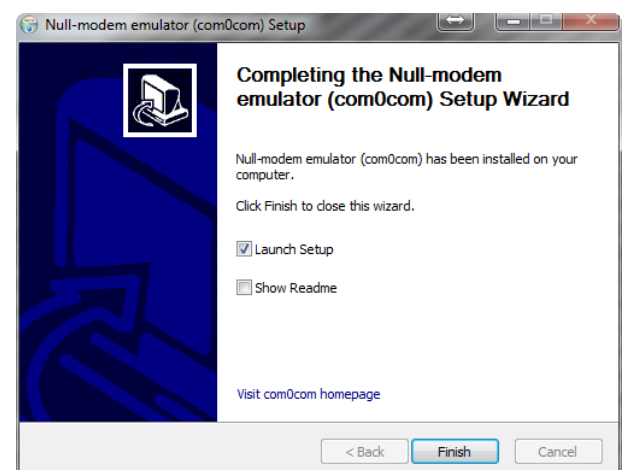 Null-modem emulator (com0com) Setup
Completing the Null-modem
emulator (com0com) Setup Wizard
Null-modem emulator (com0com) has been installed on your
computer.
Click Finish to close this wizard.
Launch Setup
Show Readme
Visit com0com homepage
< Back
Finish
Cancel